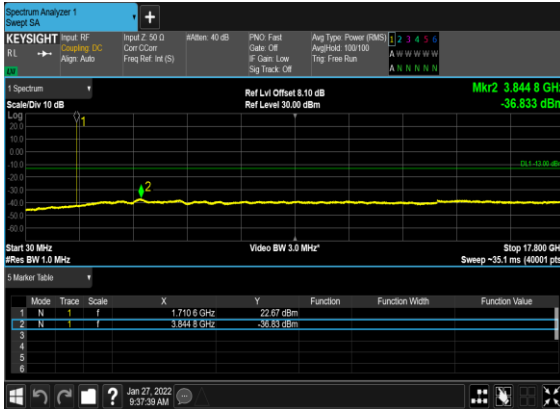 Spectrum Analyzer 1
Swept SA
+
KEYSIGHT Input: RF Input Z: 50 Ω #Atten: 40 dB PNO: Fast Avg Type: Power (RMS) 1 2 3 4 5 6
RL Coupling: DC Corr CCorr Gate: Off Avg|Hold: 100/100 A W W W W W
Align: Auto Freq Ref: Int (S) IF Gain: Low Trig: Free Run
Sig Track: Off A N N N N N
1 Spectrum Ref Lvl Offset 8.10 dB Mkr2 3.844 8 GHz
Scale/Div 10 dB Ref Level 30.00 dBm -36.833 dBm
Log
1
20.0
10.0
0.00
-10.0 DL1 -13.00 dBm
-20.0
-30.0 2
-40.0
-50.0
-60.0
Start 30 MHz Video BW 3.0 MHz* Stop 17.800 GH
#Res BW 1.0 MHz Sweep ~35.1 ms (40001 pts
5 Marker Table
Mode Trace Scale X Y Function Function Width Function Value
1 N 1 f 1.710 6 GHz 22.67 dBm
2 N 1 f 3.844 8 GHz -36.83 dBm
3
4
5
6
? Jan 27, 2022
9:37:39 AM